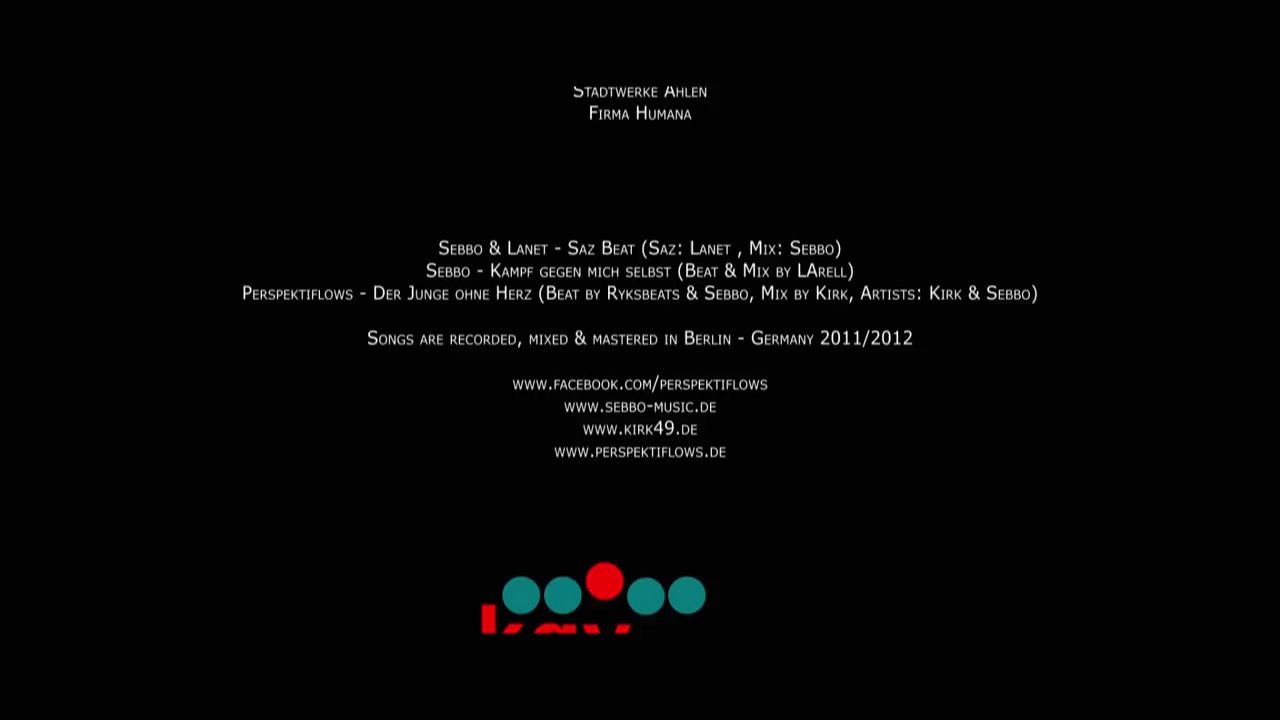 Stadtwerke Ahlen
Firma Humana
Sebbo & Lanet - Saz Beat (Saz: Lanet , Mix: Sebbo)
Sebbo - Kampf gegen mich selbst (Beat & Mix by LArell)
Perspektiflows - Der Junge ohne Herz (Beat by Ryksbeats & Sebbo, Mix by Kirk, Artists: Kirk & Sebbo)
Songs are recorded, mixed & mastered in Berlin - Germany 2011/2012
www.facebook.com/perspektiflows
www.sebbo-music.de
www.kirk49.de
www.perspektiflows.de